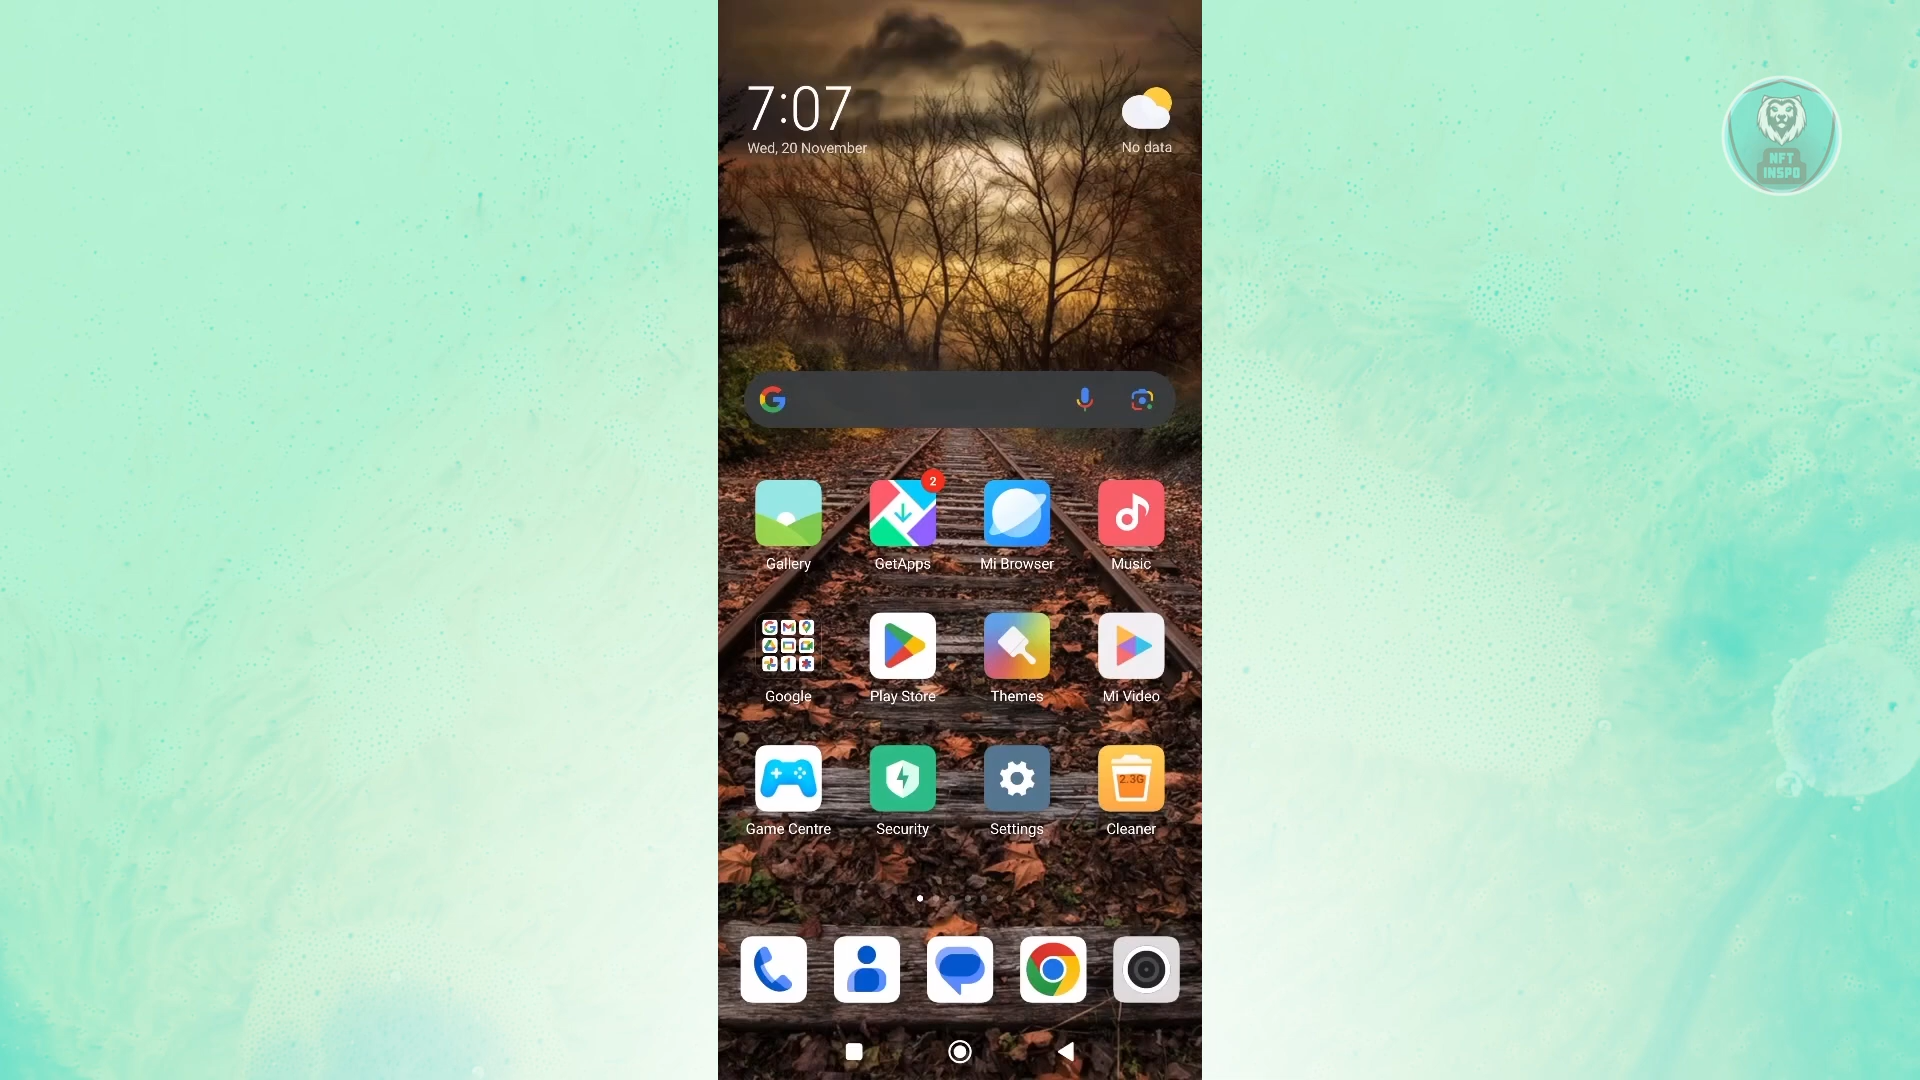 7:07
Wed, 20 November
No data
NFT
INSPO
2
Gallery
GetApps
Mi Browser
Music
Google
Play Store
Themes
Mi Video
2.3G
Game Centre
Security
Settings
Cleaner